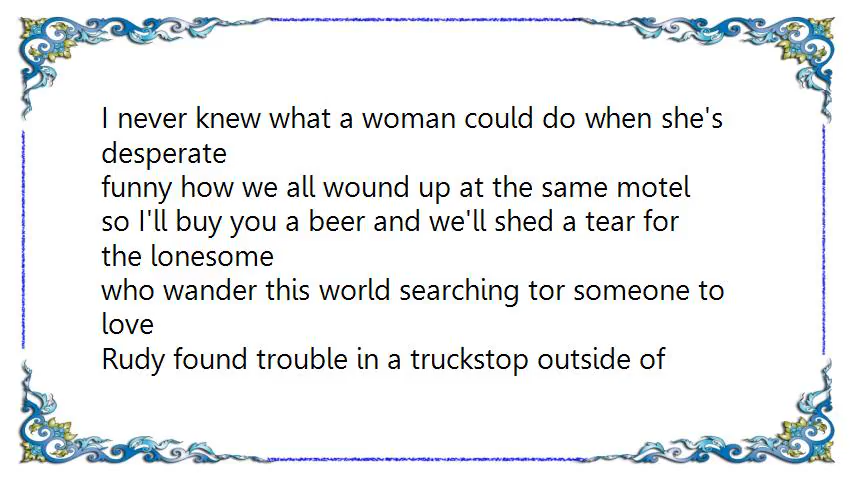 I never knew what a woman could do when she's
desperate
funny how we all wound up at the same motel
so I'll buy you a beer and we'll shed a tear for
the lonesome
who wander this world searching tor someone to
love
Rudy found trouble in a truckstop outside of